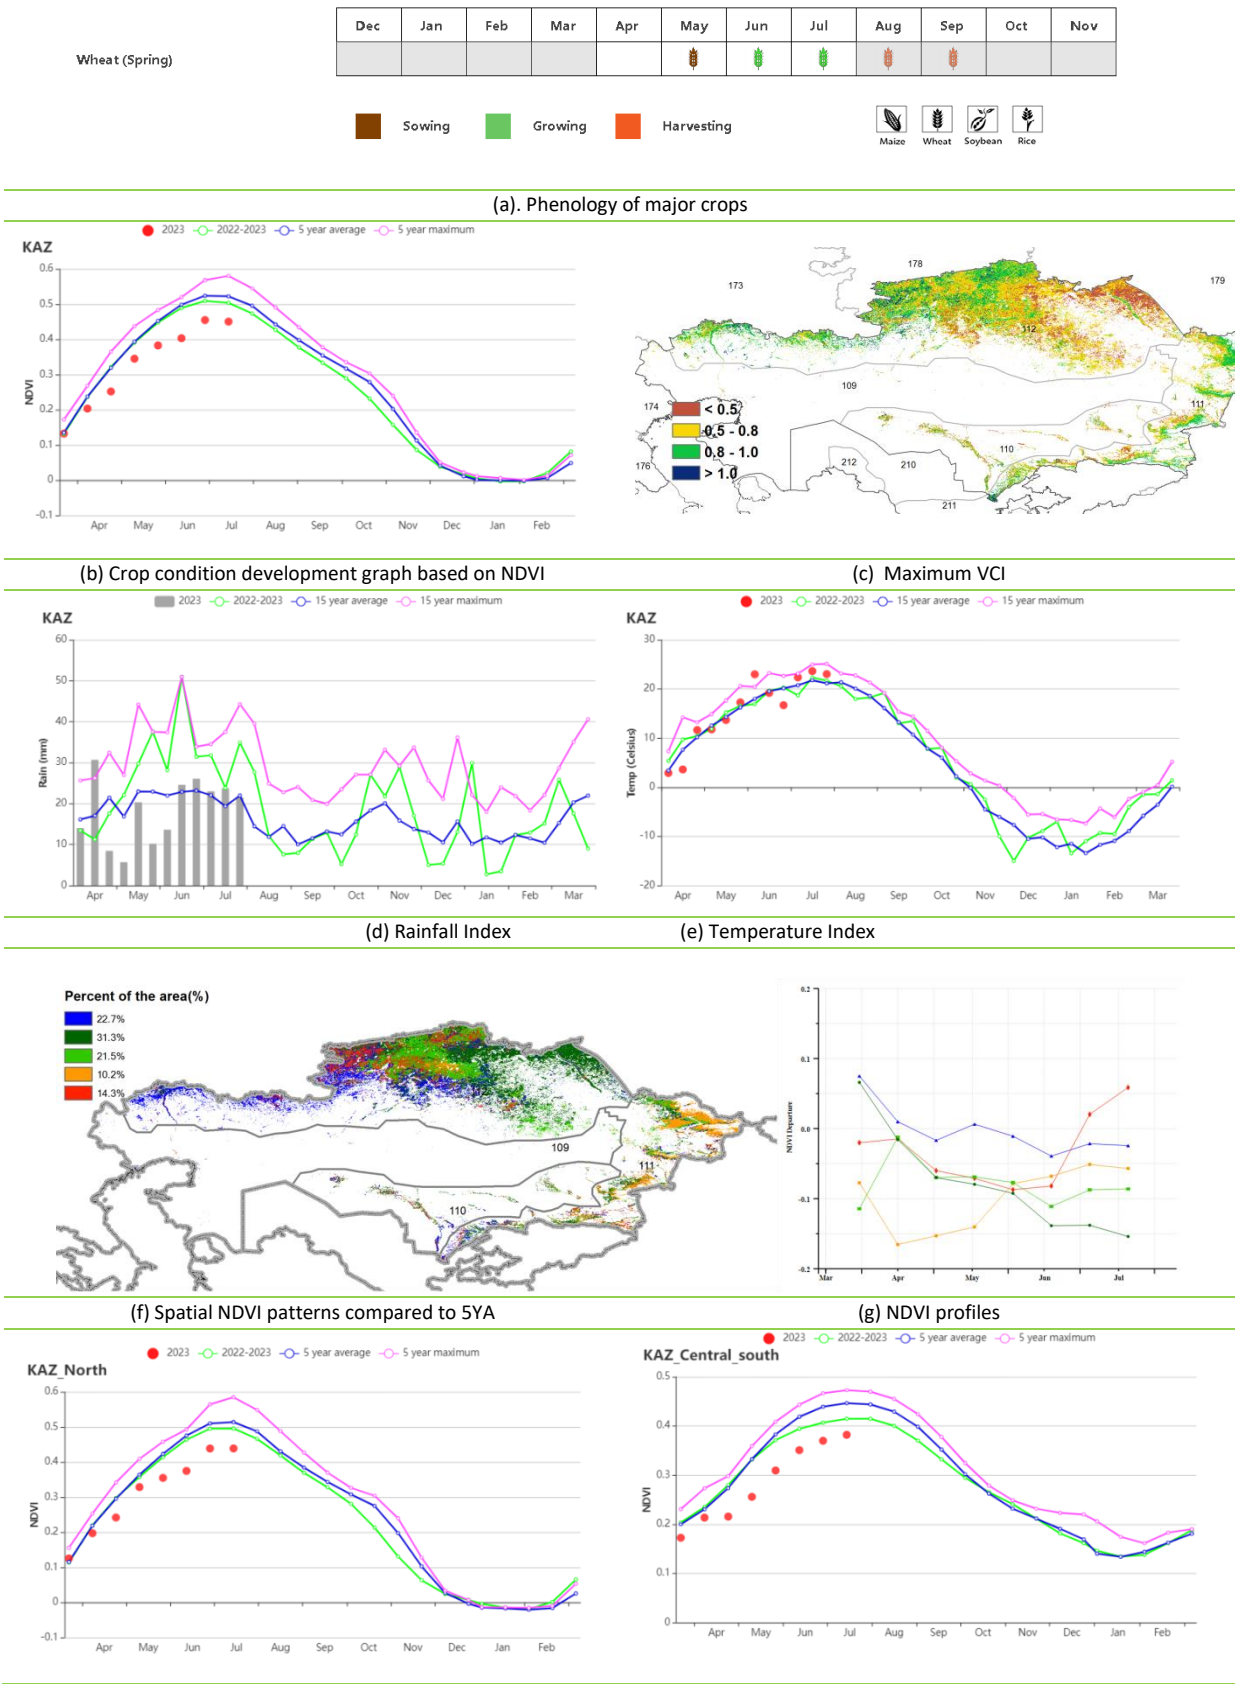 Dec Jan Feb Mar Apr May Jun Jul Aug Sep Oct Nov
Wheat (Spring)
Sowing Growing Harvesting
Maize Wheat Soybean Rice
(a). Phenology of major crops
2023 2022-2023 5 year average 5 year maximum
KAZ
0.6
0.5
0.4
0.3
0.2
0.1
0
-0.1
NDVI
Apr May Jun Jul Aug Sep Oct Nov Dec Jan Feb
178
173
179
112
109
174
111
110
176
212
210
211
< 0.5
0.5 - 0.8
0.8 - 1.0
> 1.0
(b) Crop condition development graph based on NDVI
(c) Maximum VCI
2023 2022-2023 15 year average 15 year maximum
KAZ
60
50
40
30
20
10
0
Rain (mm)
Apr May Jun Jul Aug Sep Oct Nov Dec Jan Feb Mar
2023 2022-2023 15 year average 15 year maximum
KAZ
30
20
10
0
-10
-20
Temp (Celsius)
Apr May Jun Jul Aug Sep Oct Nov Dec Jan Feb Mar
(d) Rainfall Index
(e) Temperature Index
Percent of the area(%)
22.7%
31.3%
21.5%
10.2%
14.3%
112
109
111
110
0.2
0.1
0.0
-0.1
-0.2
NDVI Departure
Mar Apr May Jun Jul
(f) Spatial NDVI patterns compared to 5YA
(g) NDVI profiles
2023 2022-2023 5 year average 5 year maximum
KAZ_North
0.6
0.5
0.4
0.3
0.2
0.1
0
-0.1
NDVI
Apr May Jun Jul Aug Sep Oct Nov Dec Jan Feb
2023 2022-2023 5 year average 5 year maximum
KAZ_Central_south
0.5
0.4
0.3
0.2
0.1
0
NDVI
Apr May Jun Jul Aug Sep Oct Nov Dec Jan Feb